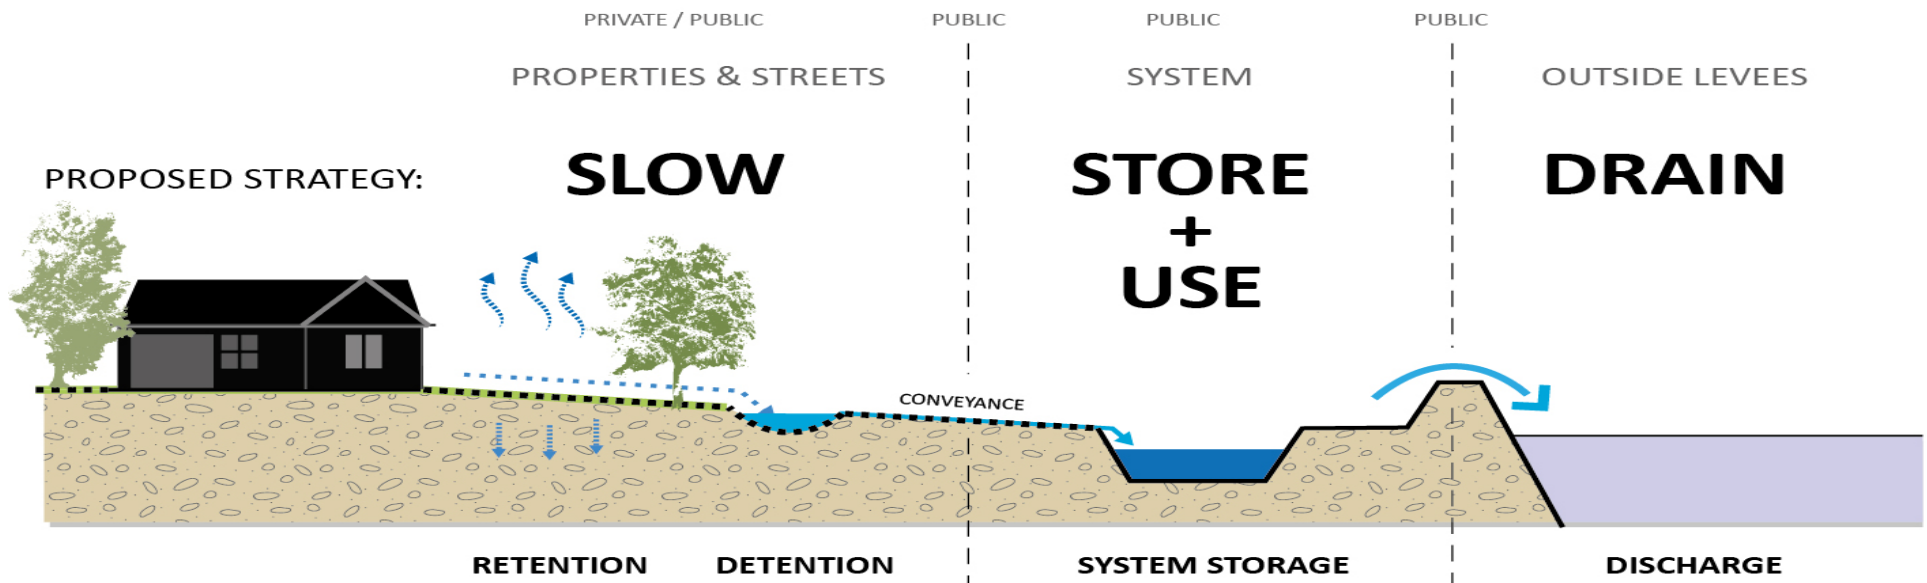 PRIVATE / PUBLIC PUBLIC PUBLIC PUBLIC
PROPERTIES & STREETS SYSTEM OUTSIDE LEVEES
PROPOSED STRATEGY: SLOW STORE DRAIN
+
USE
CONVEYANCE
RETENTION DETENTION SYSTEM STORAGE DISCHARGE